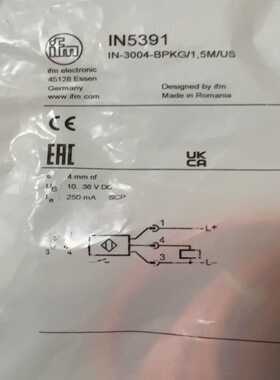 ifm
IN5391
IN-3004-BPKG/1,5M/US
ifm electronic
45128 Essen
Germany
www.ifm.com
Designed by ifm
Made in Romania
CE
EAC
UK
CA
4 mm nf
10...36 V DC
250 mA SCP
1 L+
4
3 L-